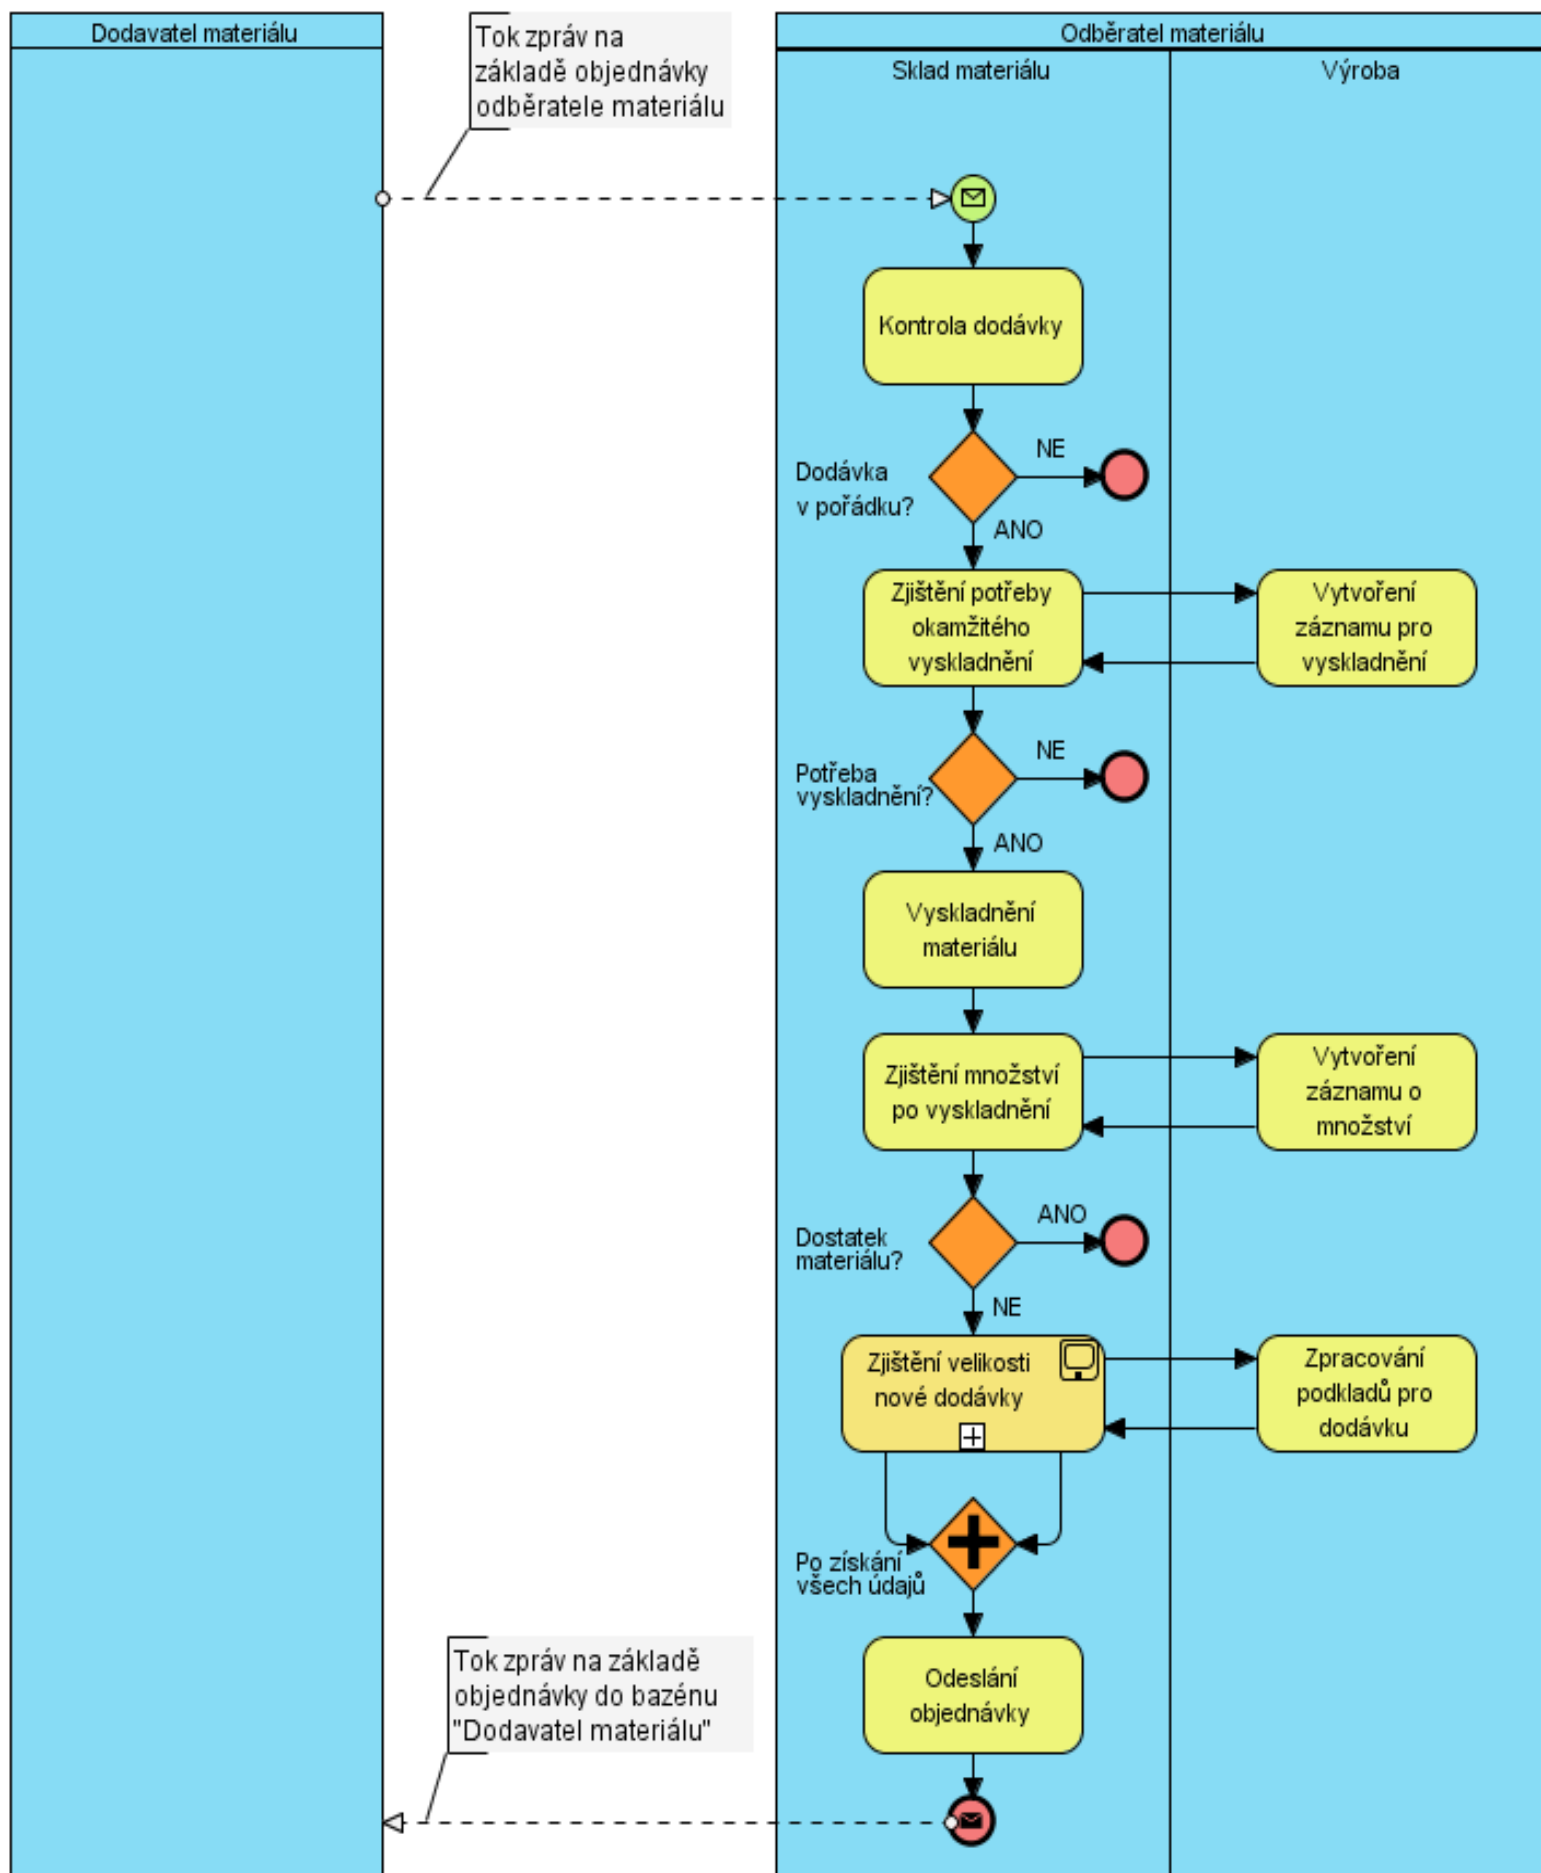 Dodavatel materiálu
Tok zpráv na
základě objednávky
odběratele materiálu
Odběratel materiálu
Sklad materiálu
Výroba
Kontrola dodávky
Dodávka
v pořádku?
NE
ANO
Zjištění potřeby
okamžitého
vyskladnění
Vytvoření
záznamu pro
vyskladnění
Potřeba
vyskladnění?
NE
ANO
Vyskladnění
materiálu
Zjištění množství
po vyskladnění
Vytvoření
záznamu o
množství
Dostatek
materiálu?
ANO
NE
Zjištění velikosti
nové dodávky
Zpracování
podkladů pro
dodávku
Po získání
všech údajů
Tok zpráv na základě
objednávky do bazénu
"Dodavatel materiálu"
Odeslání
objednávky